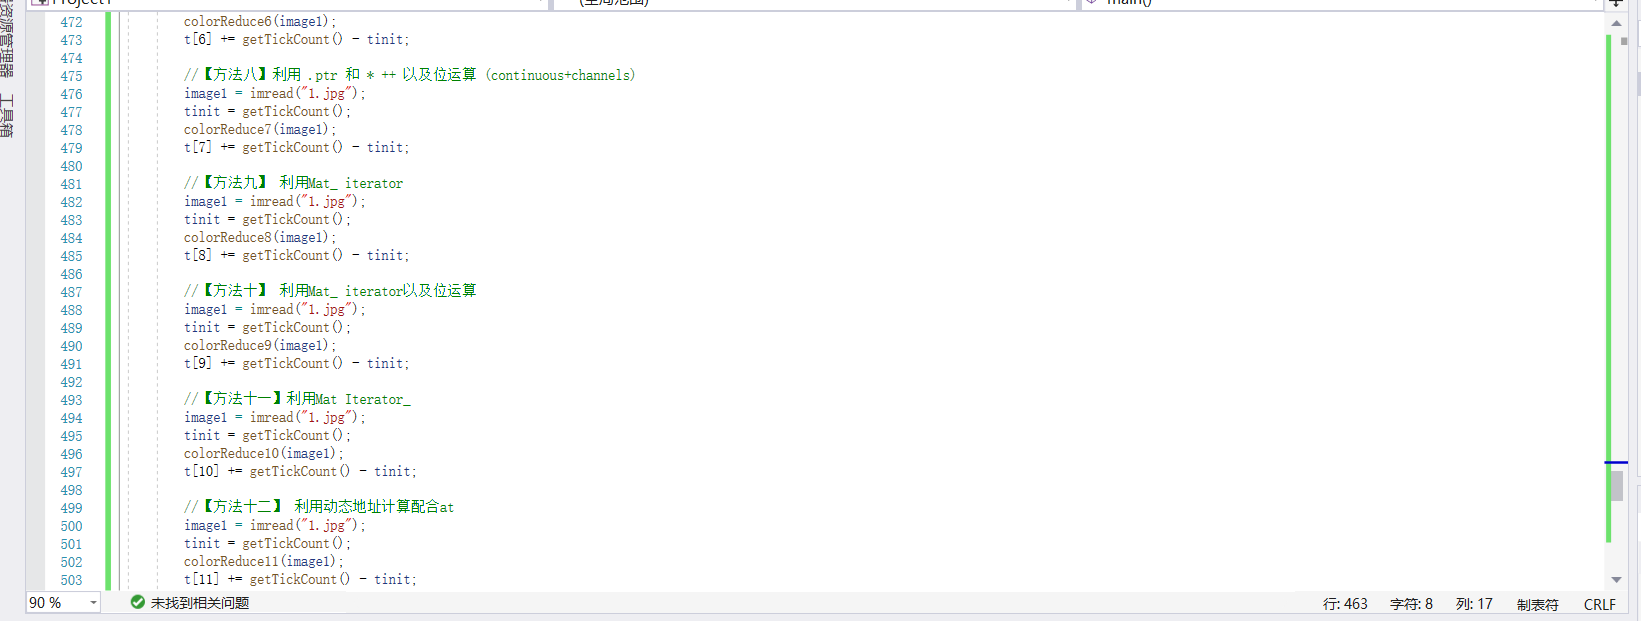 Project1
(全局范围)
main()
资源管理器
工具箱
472 colorReduce6(image1);
473 t[6] += getTickCount() - tinit;
474
475 //【方法八】利用 .ptr 和 * ++ 以及位运算 (continuous+channels)
476 image1 = imread("1.jpg");
477 tinit = getTickCount();
478 colorReduce7(image1);
479 t[7] += getTickCount() - tinit;
480
481 //【方法九】 利用Mat_ iterator
482 image1 = imread("1.jpg");
483 tinit = getTickCount();
484 colorReduce8(image1);
485 t[8] += getTickCount() - tinit;
486
487 //【方法十】 利用Mat_ iterator以及位运算
488 image1 = imread("1.jpg");
489 tinit = getTickCount();
490 colorReduce9(image1);
491 t[9] += getTickCount() - tinit;
492
493 //【方法十一】利用Mat Iterator_
494 image1 = imread("1.jpg");
495 tinit = getTickCount();
496 colorReduce10(image1);
497 t[10] += getTickCount() - tinit;
498
499 //【方法十二】 利用动态地址计算配合at
500 image1 = imread("1.jpg");
501 tinit = getTickCount();
502 colorReduce11(image1);
503 t[11] += getTickCount() - tinit;
90 % 未找到相关问题 行: 463 字符: 8 列: 17 制表符 CRLF